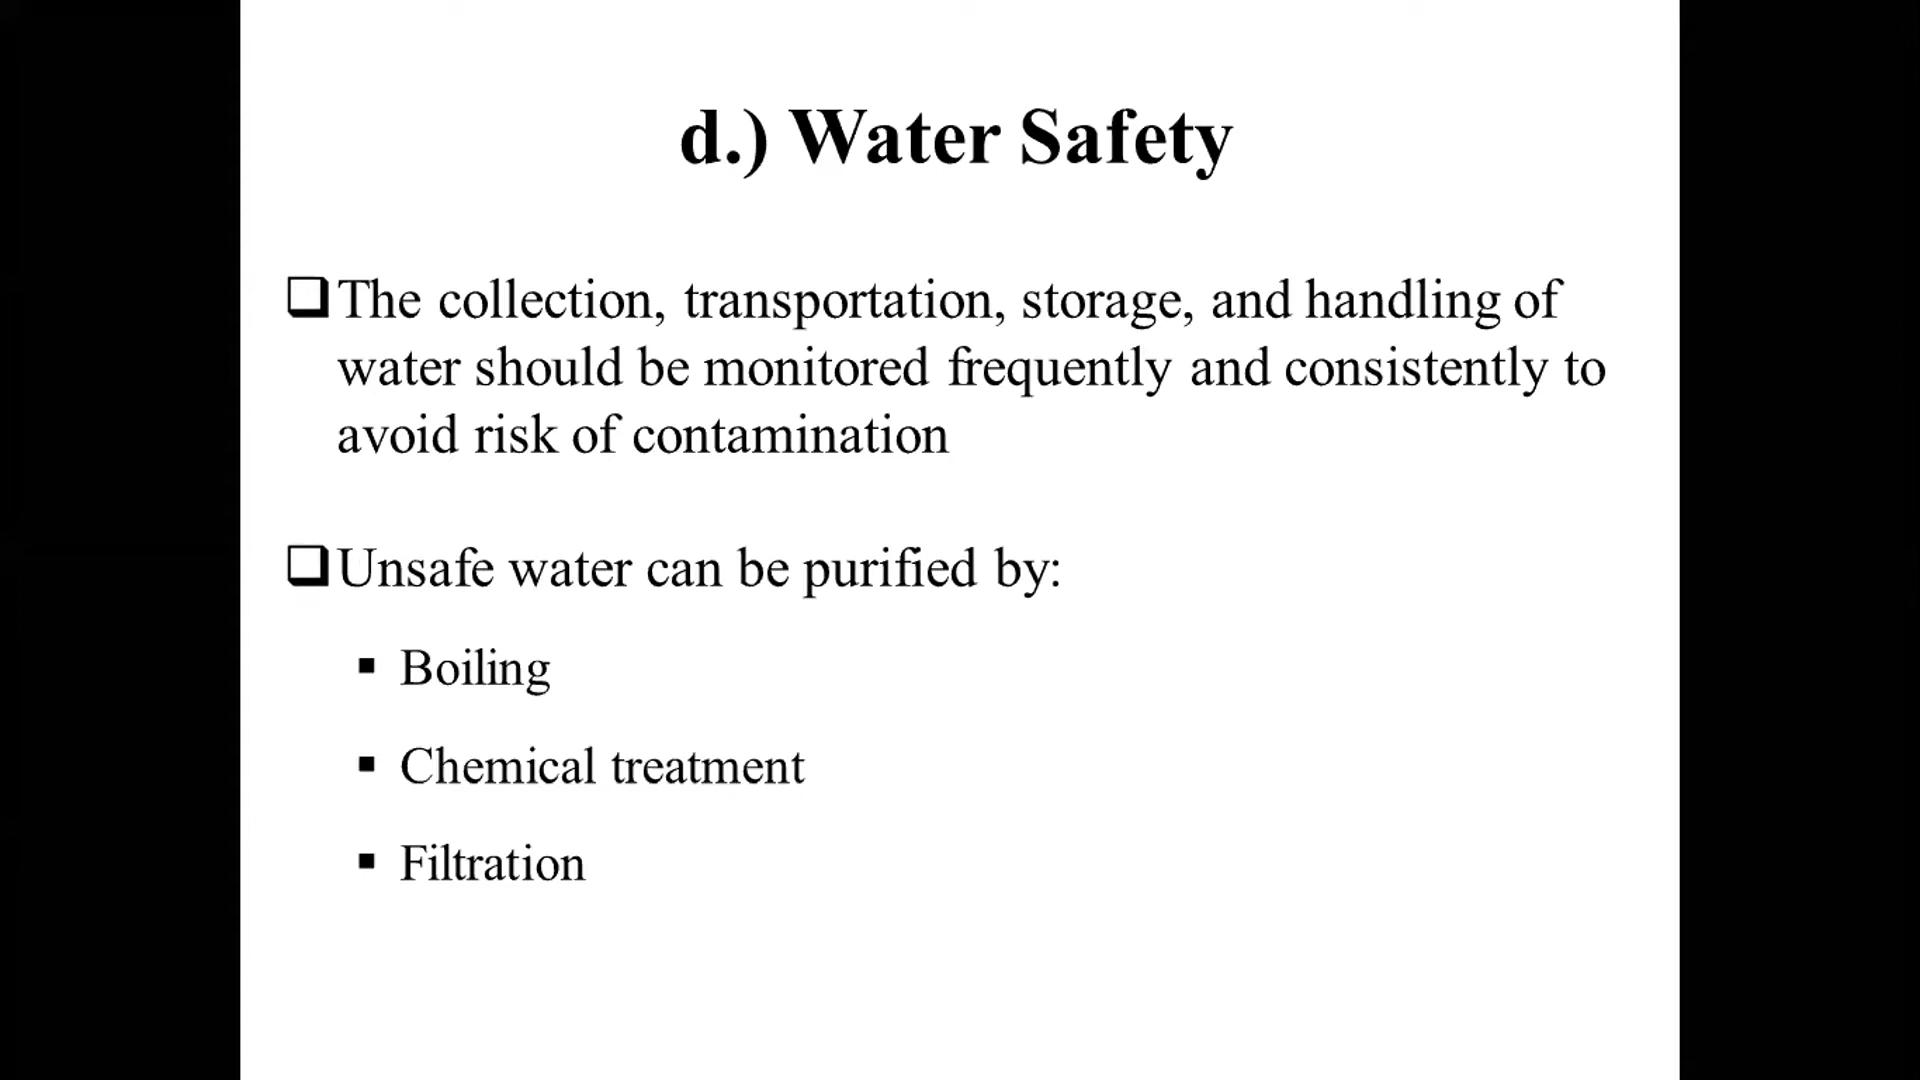 d.) Water Safety
❑The collection, transportation, storage, and handling of
water should be monitored frequently and consistently to
avoid risk of contamination
❑Unsafe water can be purified by:
▪ Boiling
▪ Chemical treatment
▪ Filtration